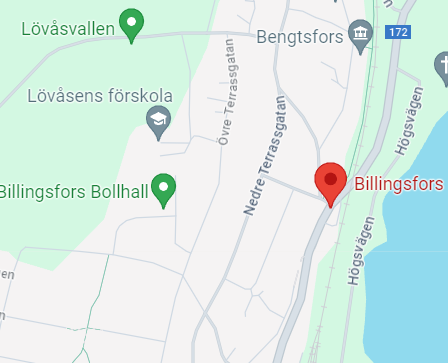 Lövåsvallen
Bengtsfors
172
Lövåsens förskola
Övre Terrassgatan
Nedre Terrassgatan
Högsvägen
Billingsfors Bollhall
Billingsfors
Högsvägen